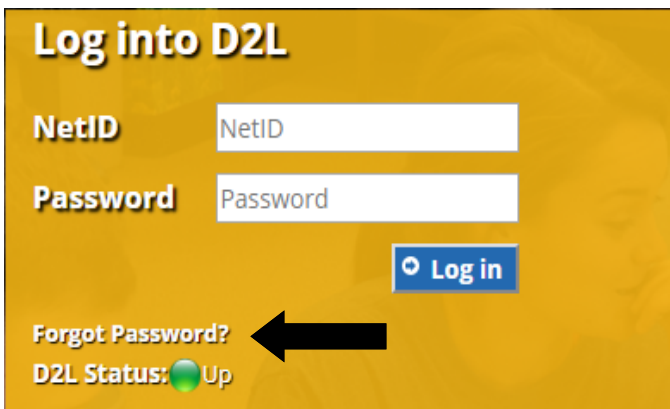 Log into D2L
NetID NetID
Password Password
Log in
Forgot Password?
D2L Status: Up